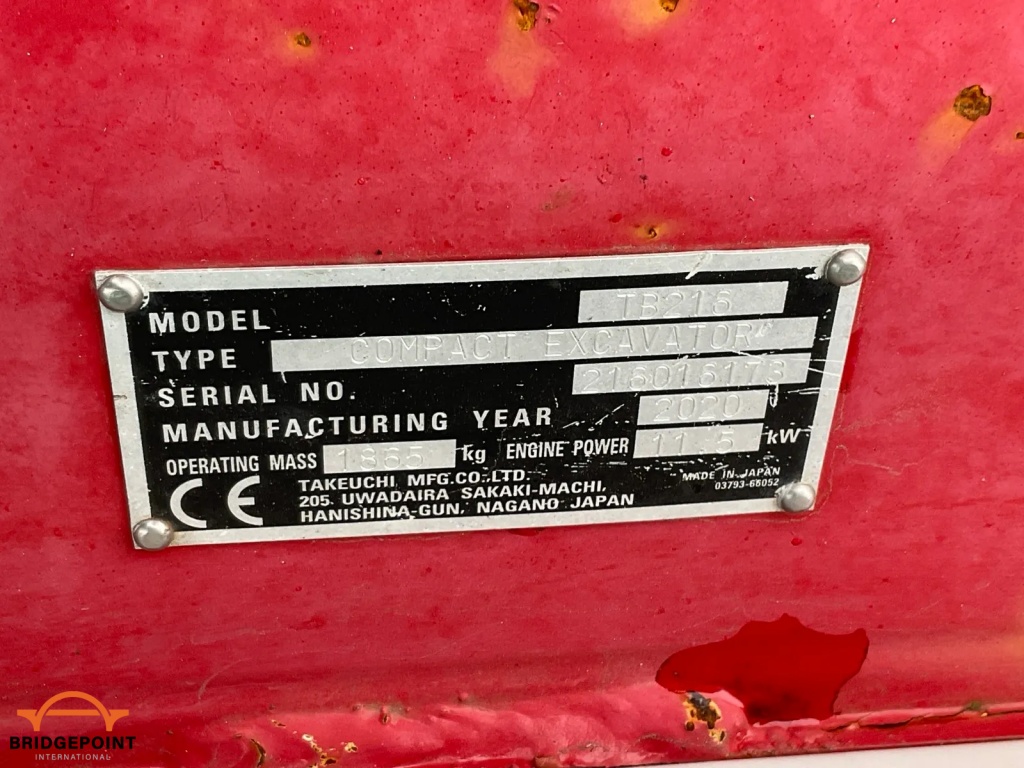 MODEL TB216
TYPE COMPACT EXCAVATOR
SERIAL NO. 216016173
MANUFACTURING YEAR 2020
OPERATING MASS 1865 kg ENGINE POWER 11.5 kW
CE TAKEUCHI MFG.CO.LTD. MADE IN JAPAN
205, UWADAIRA SAKAKI-MACHI, 03793-66052
HANISHINA-GUN, NAGANO JAPAN
BRIDGEPOINT
INTERNATIONAL